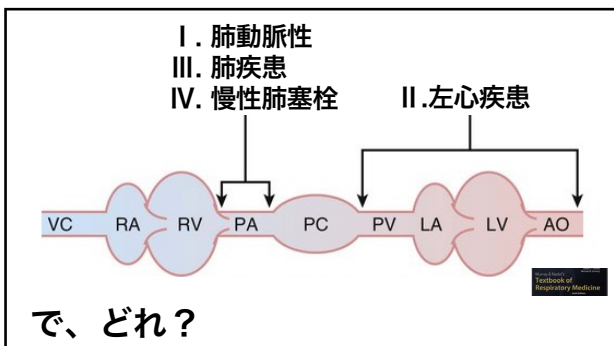 Ⅰ. 肺動脈性
Ⅲ. 肺疾患
Ⅳ. 慢性肺塞栓
Ⅱ.左心疾患
VC RA RV PA PC PV LA LV AO
Textbook of
Respiratory Medicine
で、どれ？